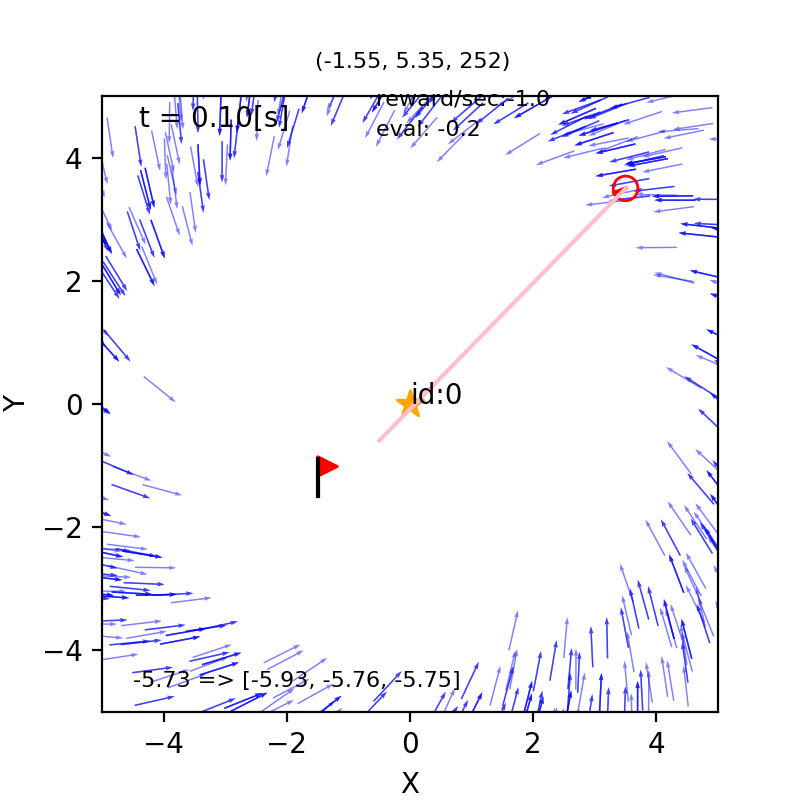 (-1.55, 5.35, 252)
reward/sec:-1.0
t = 0.10[s]
eval: -0.2
4
2
0
−2
−4
Y
id:0
-5.73 => [-5.93, -5.76, -5.75]
−4 −2 0 2 4
X